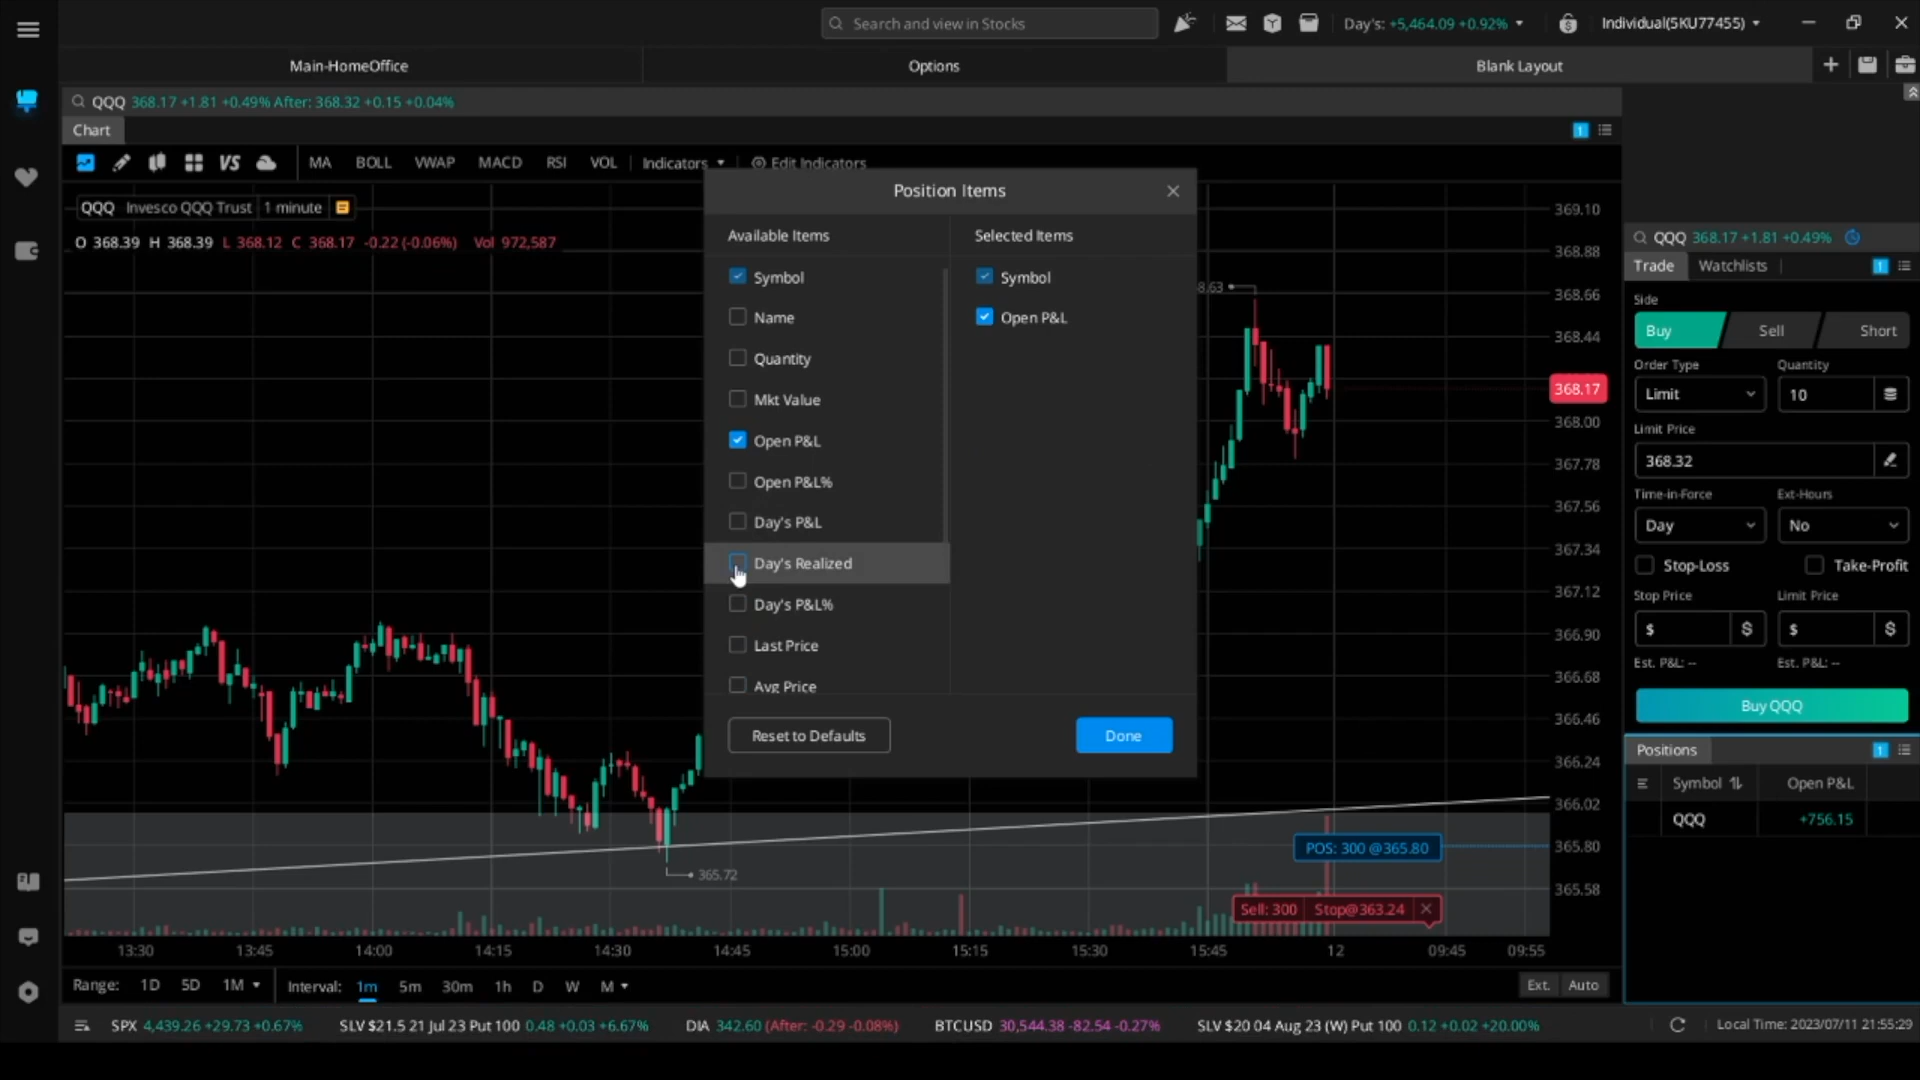 Search and view in Stocks
Day's: +5,464.09 +0.92%
Individual(5KU77455)
Main-HomeOffice
Options
Blank Layout
QQQ 368.17 +1.81 +0.49% After: 368.32 +0.15 +0.04%
Chart
1
VS MA BOLL VWAP MACD RSI VOL Indicators Edit Indicators
QQQ Invesco QQQ Trust 1 minute
O 368.39 H 368.39 L 368.12 C 368.17 -0.22 (-0.06%) Vol 972,587
Position Items
Available Items
Symbol
Name
Quantity
Mkt Value
Open P&L
Open P&L%
Day's P&L
Day's Realized
Day's P&L%
Last Price
Avg Price
Selected Items
Symbol
Open P&L
Reset to Defaults
Done
8.63
365.72
369.10
368.88
368.66
368.44
368.17
368.00
367.78
367.56
367.34
367.12
366.90
366.68
366.46
366.24
366.02
365.80
365.58
POS: 300 @365.80
Sell: 300 Stop@363.24
13:30 13:45 14:00 14:15 14:30 14:45 15:00 15:15 15:30 15:45 12 09:45 09:55
Range: 1D 5D 1M Interval: 1m 5m 30m 1h D W M
Ext. Auto
QQQ 368.17 +1.81 +0.49%
Trade Watchlists 1
Side
Buy Sell Short
Order Type Quantity
Limit 10
Limit Price
368.32
Time-in-Force Ext-Hours
Day No
Stop-Loss Take-Profit
Stop Price Limit Price
$ $ $ $
Est. P&L: -- Est. P&L: --
Buy QQQ
Positions 1
Symbol Open P&L
QQQ +756.15
SPX 4,439.26 +29.73 +0.67% SLV $21.5 21 Jul 23 Put 100 0.48 +0.03 +6.67% DIA 342.60 (After: -0.29 -0.08%) BTCUSD 30,544.38 -82.54 -0.27% SLV $20 04 Aug 23 (W) Put 100 0.12 +0.02 +20.00% Local Time: 2023/07/11 21:55:29